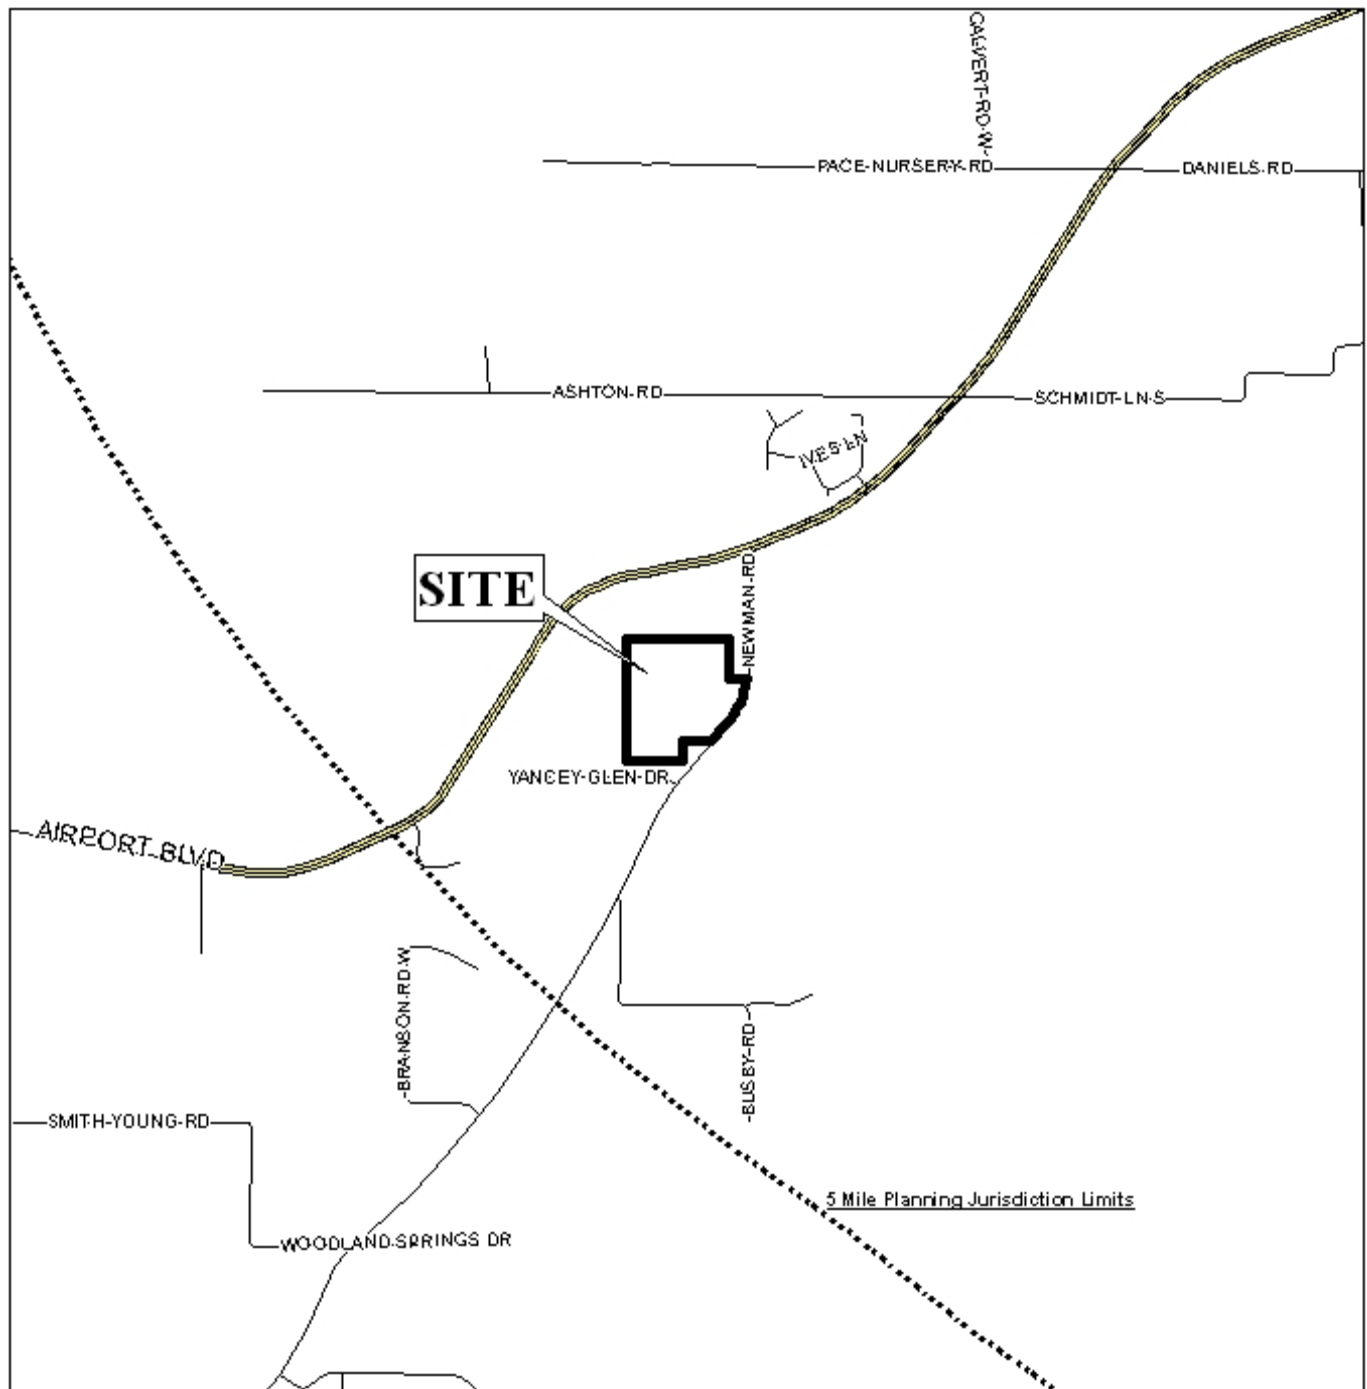 CALVERT-RD-W
PACE-NURSERY-RD
DANIELS-RD
ASHTON-RD
SCHMIDT-LN-S
IVES-LN
NEWMAN-RD
SITE
YANCEY-GLEN-DR
AIRPORT-BLVD
BRANSON-RD-W
BUSBY-RD
SMITH-YOUNG-RD
5 Mile Planning Jurisdiction Limits
WOODLAND-SPRINGS DR